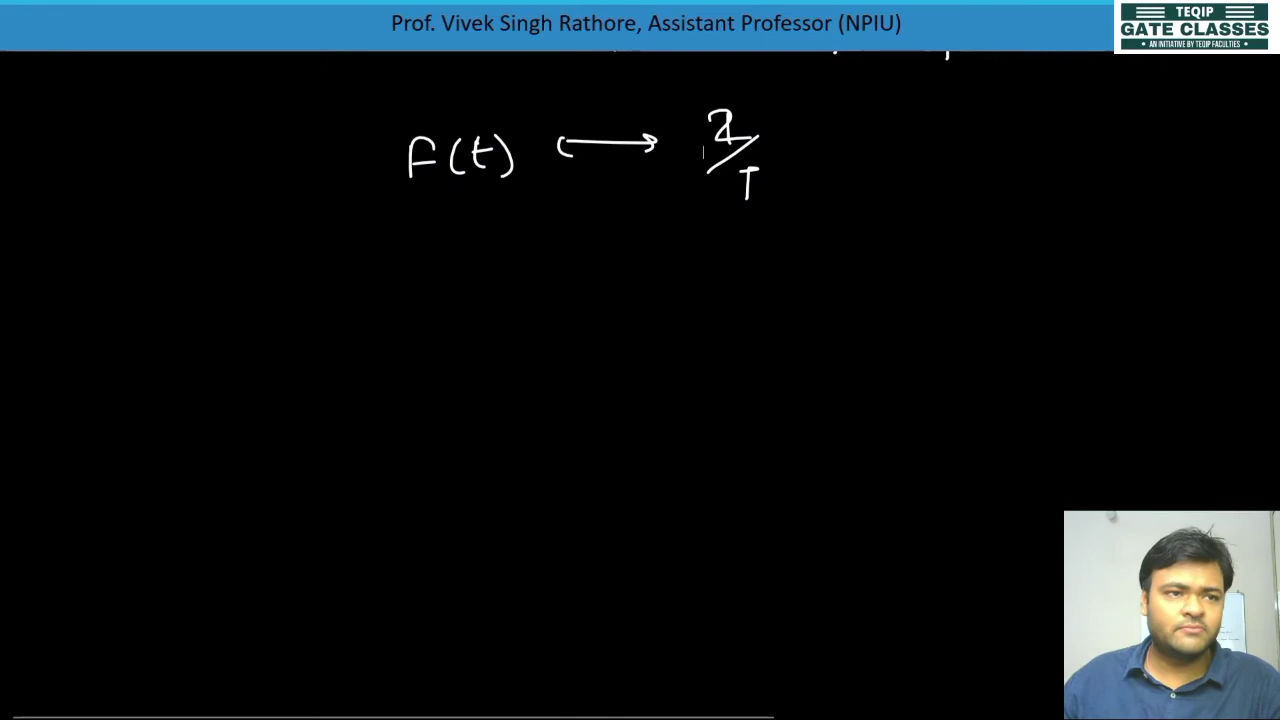 Prof. Vivek Singh Rathore, Assistant Professor (NPIU)
TEQIP
GATE CLASSES
• AN INITIATIVE BY TEQIP FACULTIES •
F(t) ⟷ 2/T